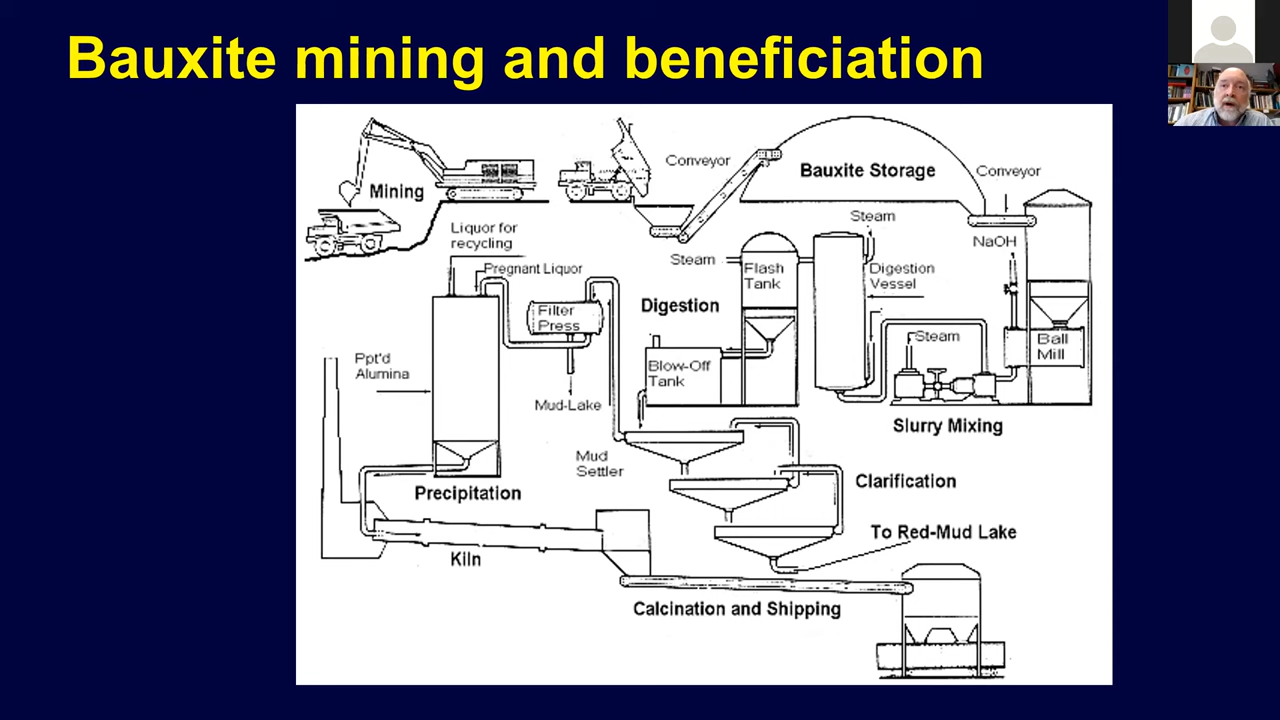 Bauxite mining and beneficiation
Mining
Conveyor
Bauxite Storage
Conveyor
Liquor for
recycling
Pregnant Liquor
Steam
Steam
NaOH
Flash
Tank
Digestion
Vessel
Filter
Press
Digestion
Steam
Ball
Mill
Ppt'd
Alumina
Blow-Off
Tank
Mud-Lake
Slurry Mixing
Mud
Settler
Clarification
Precipitation
To Red-Mud Lake
Kiln
Calcination and Shipping